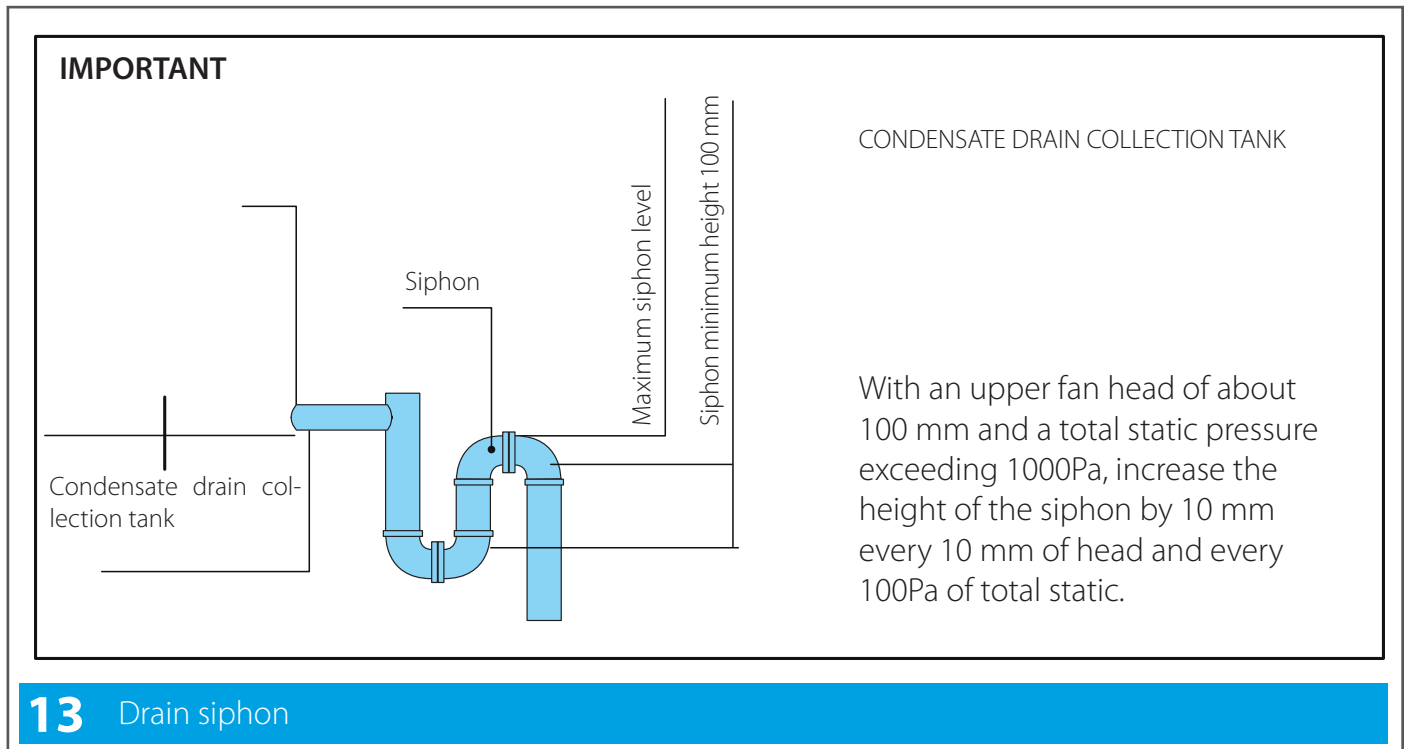 IMPORTANT
CONDENSATE DRAIN COLLECTION TANK
Maximum siphon level
Siphon minimum height 100 mm
Siphon
Condensate drain col-
lection tank
With an upper fan head of about
100 mm and a total static pressure
exceeding 1000Pa, increase the
height of the siphon by 10 mm
every 10 mm of head and every
100Pa of total static.
13 Drain siphon